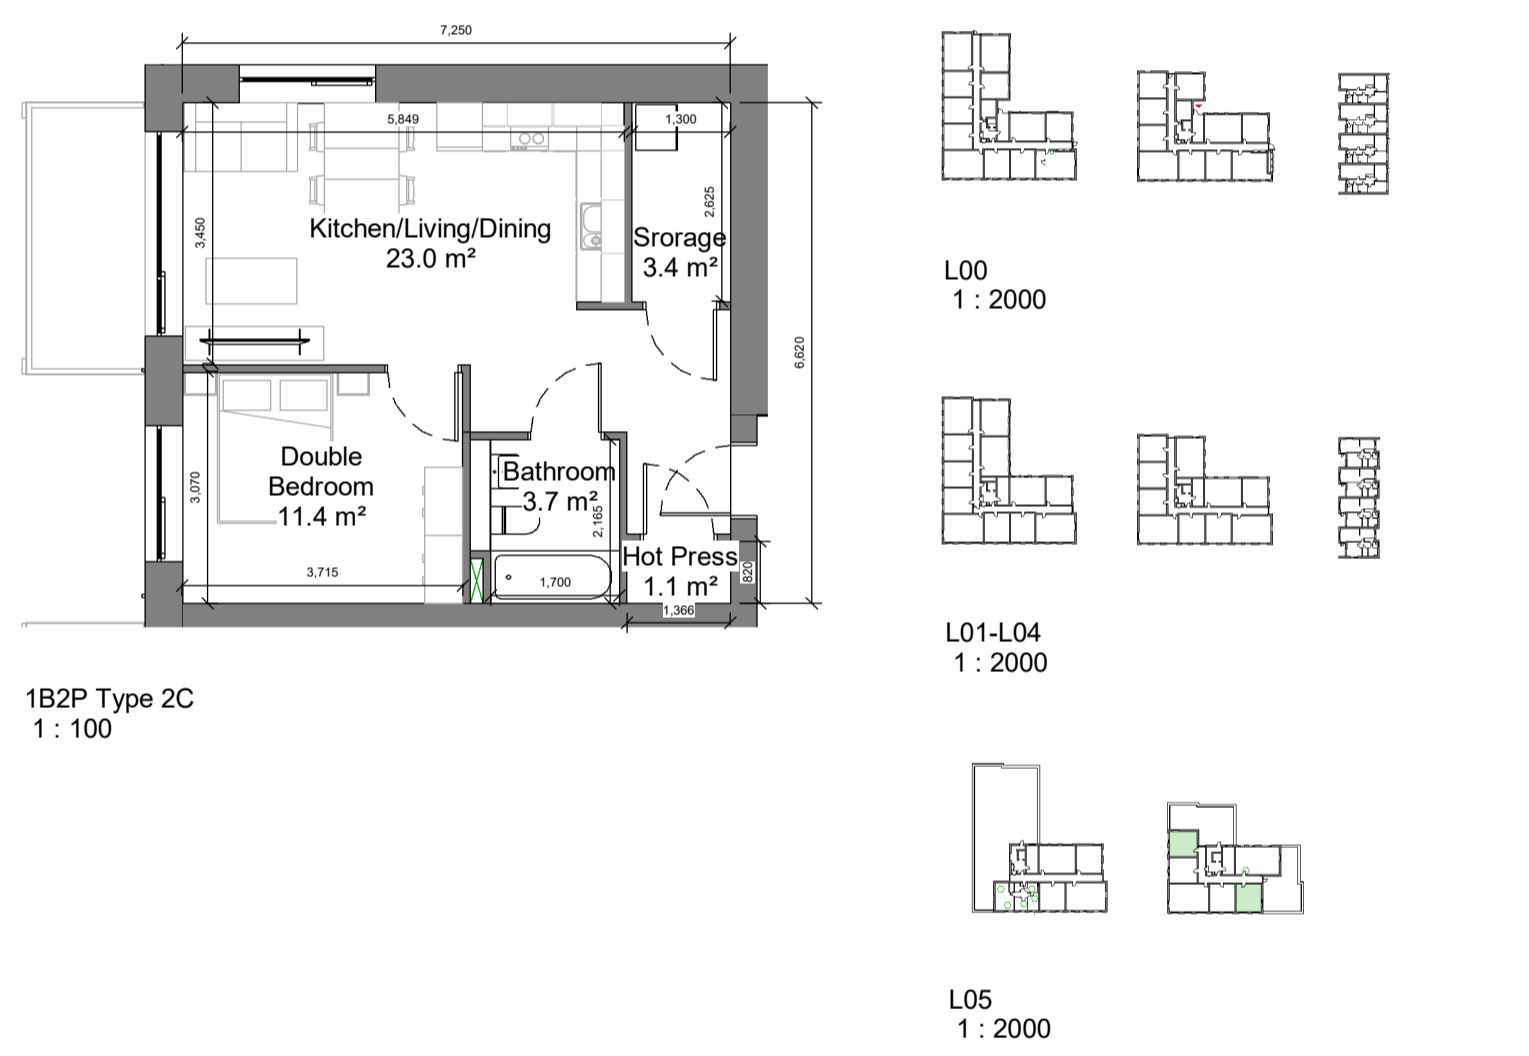 7,250
5,849
1,300
3,450
2,625
Kitchen/Living/Dining
23.0 m²
Srorage
3.4 m²
6,620
Double
Bedroom
11.4 m²
3,070
3,715
Bathroom
3.7 m²
2,165
1,700
Hot Press
1.1 m²
820
1,366
1B2P Type 2C
1 : 100
L00
1 : 2000
L01-L04
1 : 2000
L05
1 : 2000